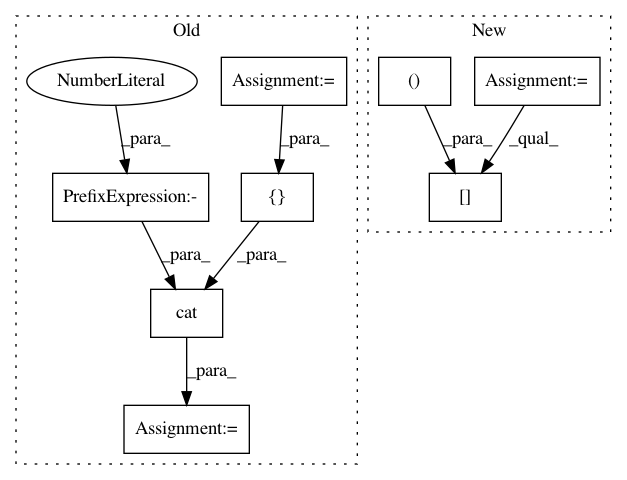 Old
New
NumberLiteral
Assignment:=
()
Assignment:=
_para_
_para_
_para_
_qual_
PrefixExpression:-
{}
[]
_para_
_para_
cat
_para_
Assignment:=